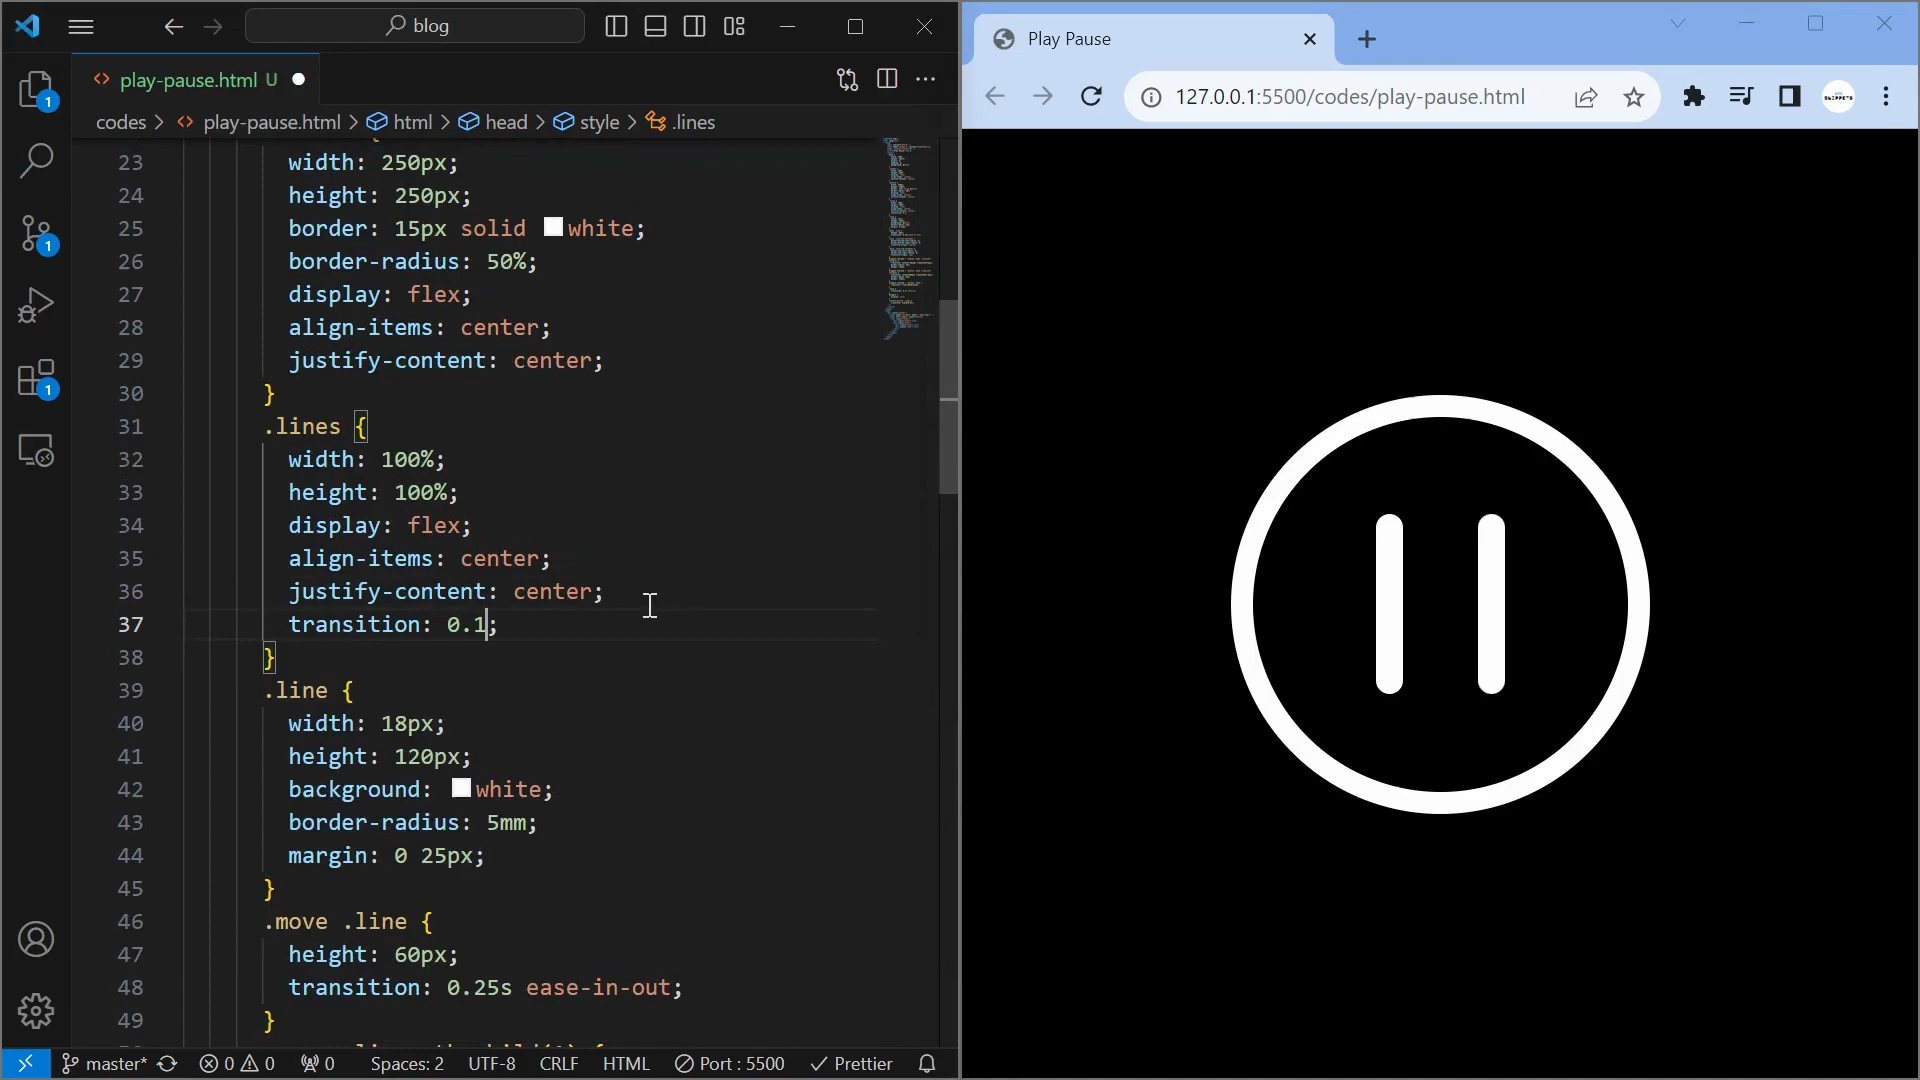 blog
play-pause.html U
codes > play-pause.html > html > head > style > .lines
23 width: 250px;
24 height: 250px;
25 border: 15px solid white;
26 border-radius: 50%;
27 display: flex;
28 align-items: center;
29 justify-content: center;
30 }
31 .lines {
32 width: 100%;
33 height: 100%;
34 display: flex;
35 align-items: center;
36 justify-content: center;
37 transition: 0.1;
38 }
39 .line {
40 width: 18px;
41 height: 120px;
42 background: white;
43 border-radius: 5mm;
44 margin: 0 25px;
45 }
46 .move .line {
47 height: 60px;
48 transition: 0.25s ease-in-out;
49 }
1
1
1
master* 0 0 0 Spaces: 2 UTF-8 CRLF HTML Port : 5500 Prettier
Play Pause
127.0.0.1:5500/codes/play-pause.html